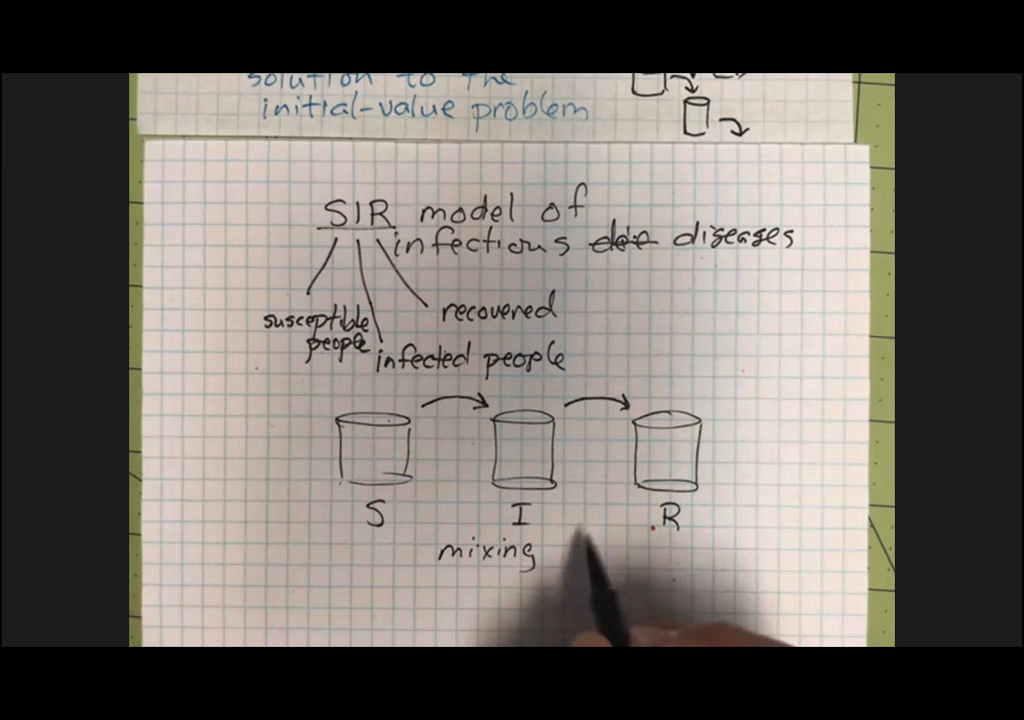 solution to the
initial-value problem
SIR model of
infectious diseases
recovered
susceptible
people
infected people
S I R
mixing